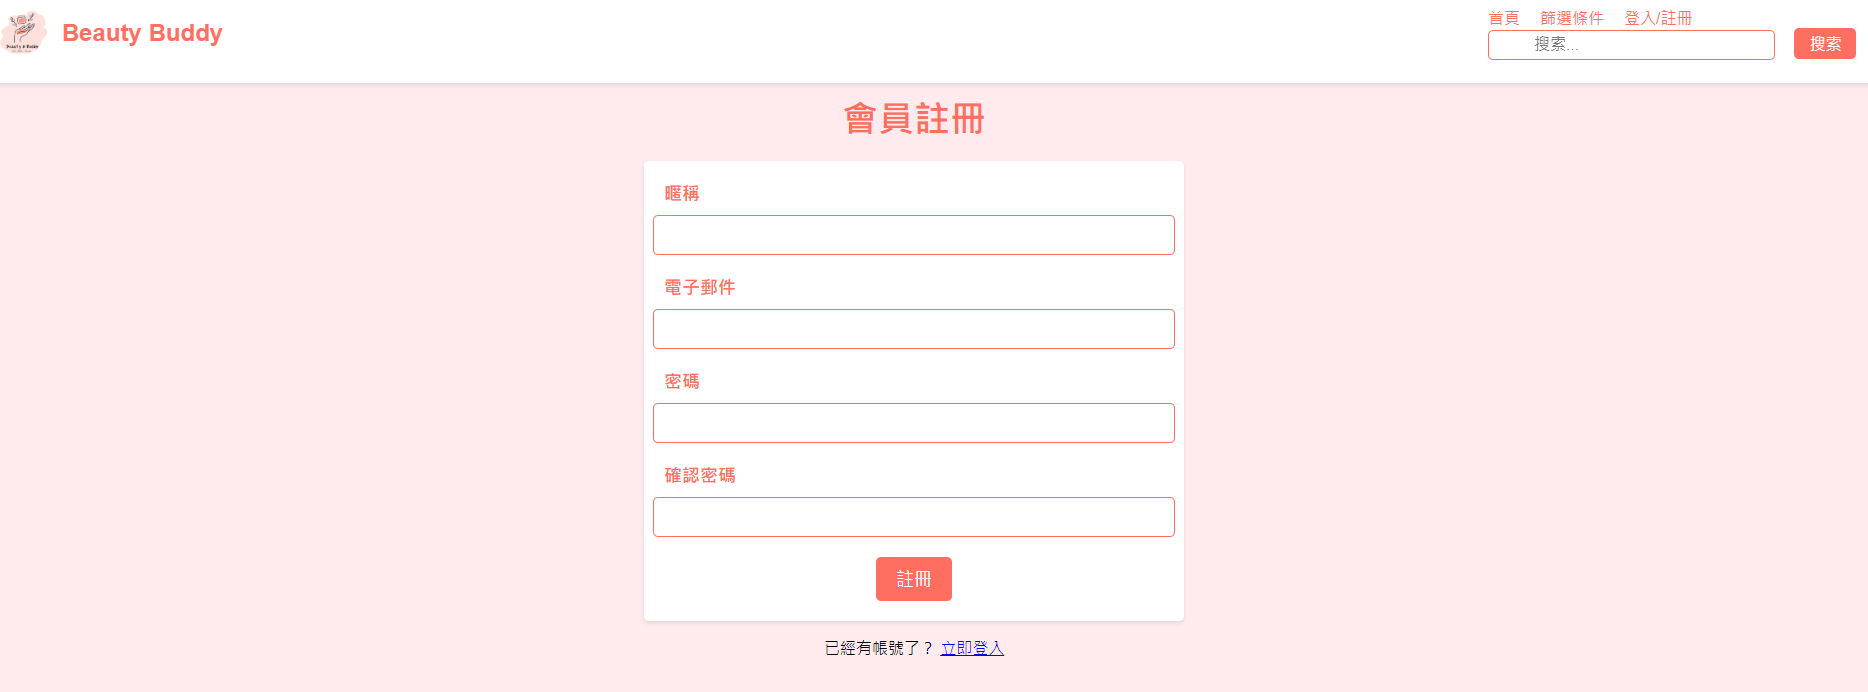 Beauty Buddy
首頁 篩選條件 登入/註冊
搜索...
搜索
會員註冊
暱稱
電子郵件
密碼
確認密碼
註冊
已經有帳號了？ 立即登入